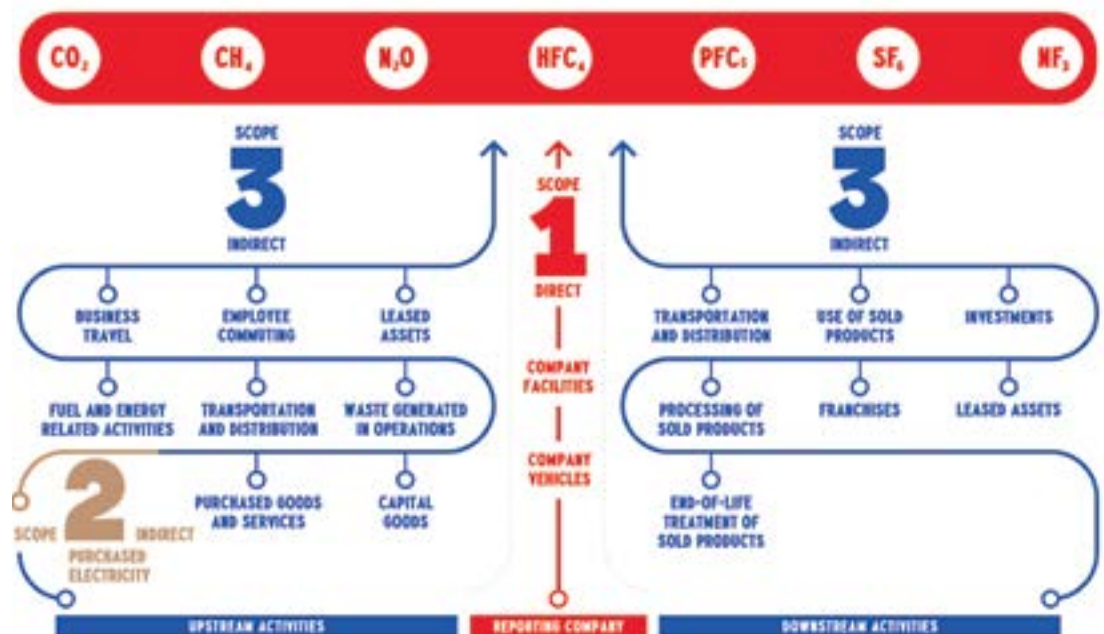 CO₂ CH₄ N₂O HFC₆ PFC₅ SF₆ NF₃
SCOPE
3
INDIRECT
BUSINESS
TRAVEL
EMPLOYEE
COMMUTING
LEASED
ASSETS
FUEL AND ENERGY
RELATED ACTIVITIES
TRANSPORTATION
AND DISTRIBUTION
WASTE GENERATED
IN OPERATIONS
PURCHASED GOODS
AND SERVICES
CAPITAL
GOODS
2
SCOPE INDIRECT
PURCHASED
ELECTRICITY
UPSTREAM ACTIVITIES
SCOPE
1
DIRECT
COMPANY
FACILITIES
COMPANY
VEHICLES
REPORTING COMPANY
SCOPE
3
INDIRECT
TRANSPORTATION
AND DISTRIBUTION
USE OF SOLD
PRODUCTS
INVESTMENTS
PROCESSING OF
SOLD PRODUCTS
FRANCHISES
LEASED ASSETS
END-OF-LIFE
TREATMENT OF
SOLD PRODUCTS
DOWNSTREAM ACTIVITIES